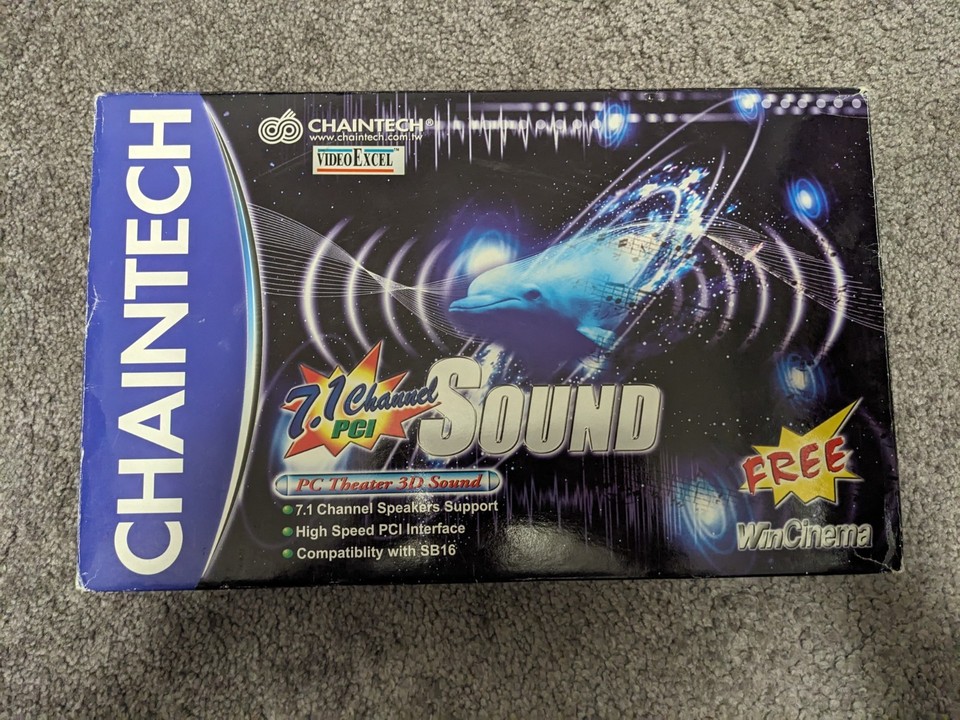 CHAINTECH
CHAINTECH®
www.chaintech.com.tw
VIDEOEXCEL™
7.1 Channel
PCI
SOUND
PC Theater 3D Sound
7.1 Channel Speakers Support
High Speed PCI Interface
Compatiblity with SB16
FREE
WinCinema